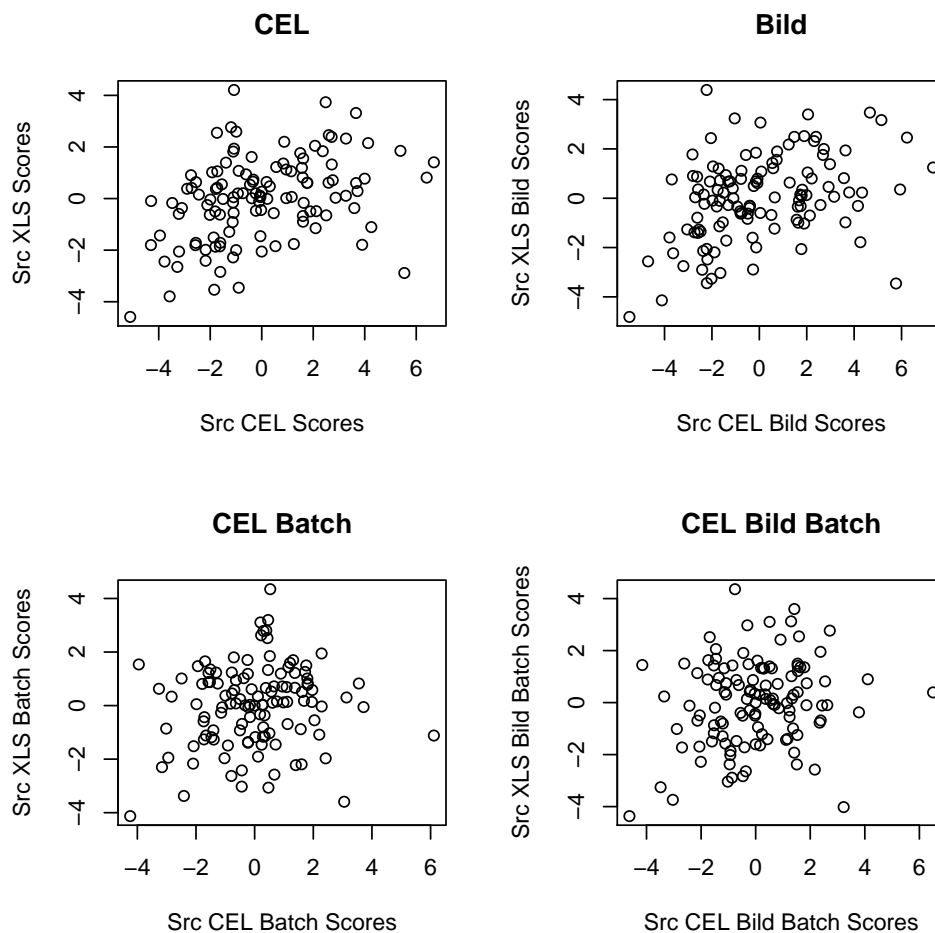 CEL
Src XLS Scores
4
2
0
−2
−4
−4 −2 0 2 4 6
Src CEL Scores
Bild
Src XLS Bild Scores
4
2
0
−2
−4
−4 −2 0 2 4 6
Src CEL Bild Scores
CEL Batch
Src XLS Batch Scores
4
2
0
−2
−4
−4 −2 0 2 4 6
Src CEL Batch Scores
CEL Bild Batch
Src XLS Bild Batch Scores
4
2
0
−2
−4
−4 −2 0 2 4 6
Src CEL Bild Batch Scores